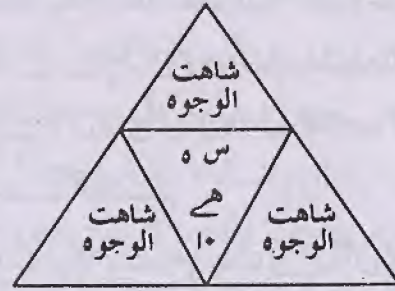 شاهت
الوجوه
س ه
هے
١٠
شاهت
الوجوه
شاهت
الوجوه